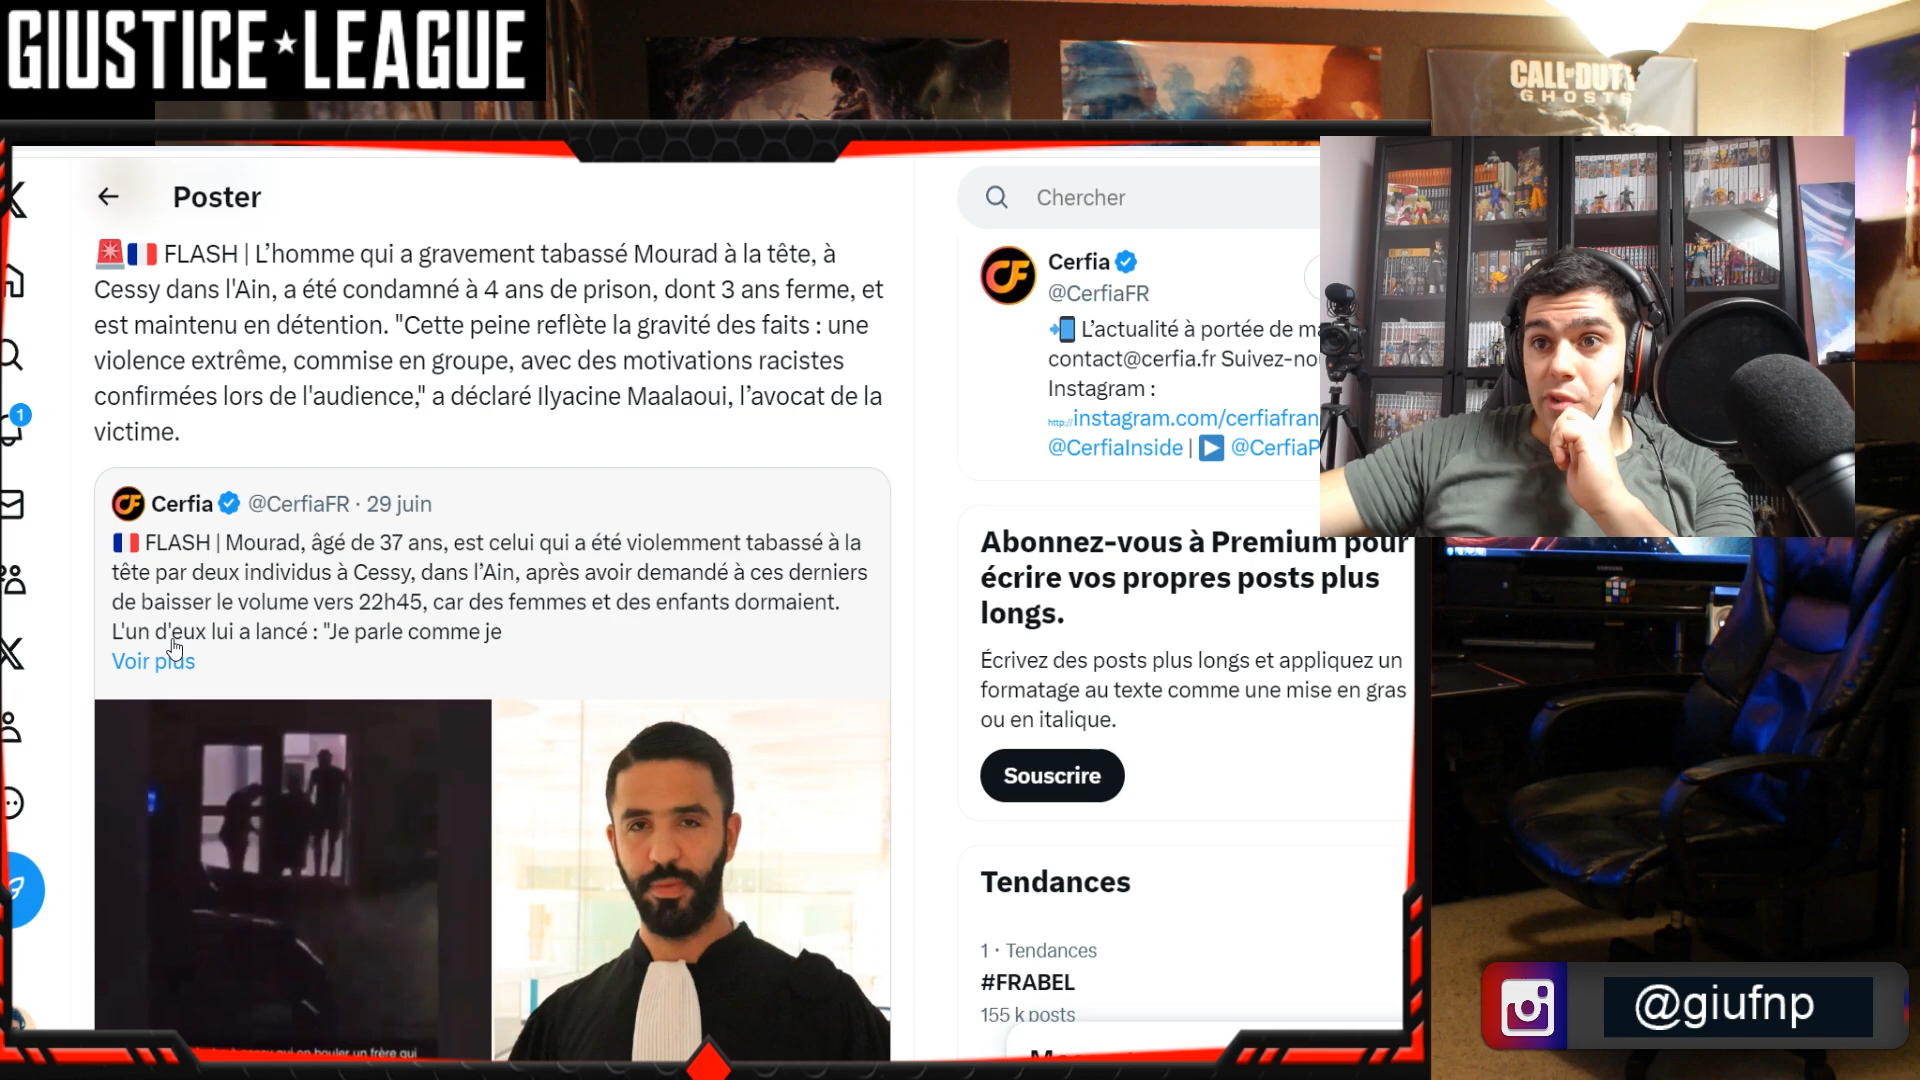 GIUSTICE★LEAGUE
CALL OF DUTY
GHOSTS
Poster
Chercher
🚨🇫🇷 FLASH | L’homme qui a gravement tabassé Mourad à la tête, à
Cessy dans l'Ain, a été condamné à 4 ans de prison, dont 3 ans ferme, et
est maintenu en détention. "Cette peine reflète la gravité des faits : une
violence extrême, commise en groupe, avec des motivations racistes
confirmées lors de l'audience," a déclaré Ilyacine Maalaoui, l’avocat de la
victime.
Cerfia @CerfiaFR · 29 juin
🇫🇷 FLASH | Mourad, âgé de 37 ans, est celui qui a été violemment tabassé à la
tête par deux individus à Cessy, dans l’Ain, après avoir demandé à ces derniers
de baisser le volume vers 22h45, car des femmes et des enfants dormaient.
L'un d'eux lui a lancé : "Je parle comme je
Voir plus
1
Cerfia
@CerfiaFR
📲 L’actualité à portée de
contact@cerfia.fr
Instagram :
http://instagram.com/cerfiafran
@CerfiaInside | ▶ @CerfiaP
Abonnez-vous à Premium pour
écrire vos propres posts plus
longs.
Écrivez des posts plus longs et appliquez un
formatage au texte comme une mise en gras
ou en italique.
Souscrire
Tendances
1 · Tendances
#FRABEL
155 k posts
SAMSUNG
@giufnp